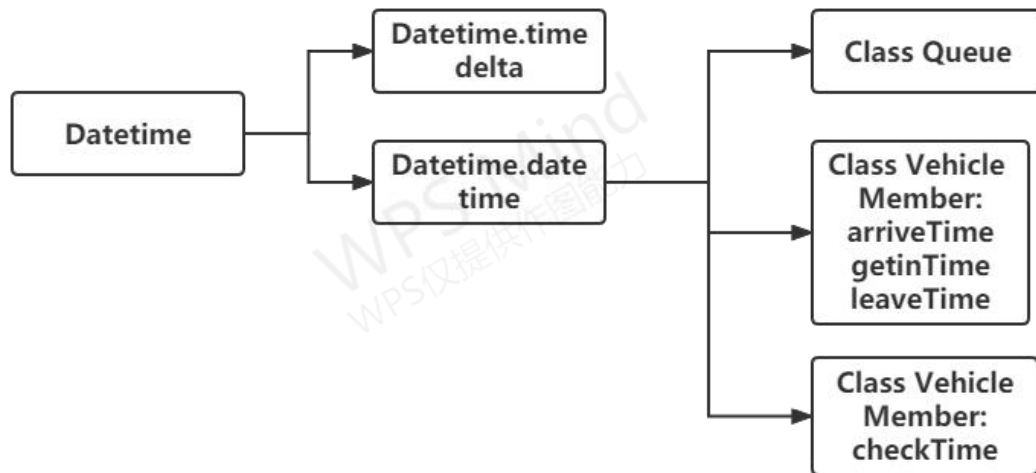 Datetime
Datetime.time
delta
Datetime.date
time
Class Queue
Class Vehicle
Member:
arriveTime
getinTime
leaveTime
Class Vehicle
Member:
checkTime
WPS Mind
WPS仅提供作图能力